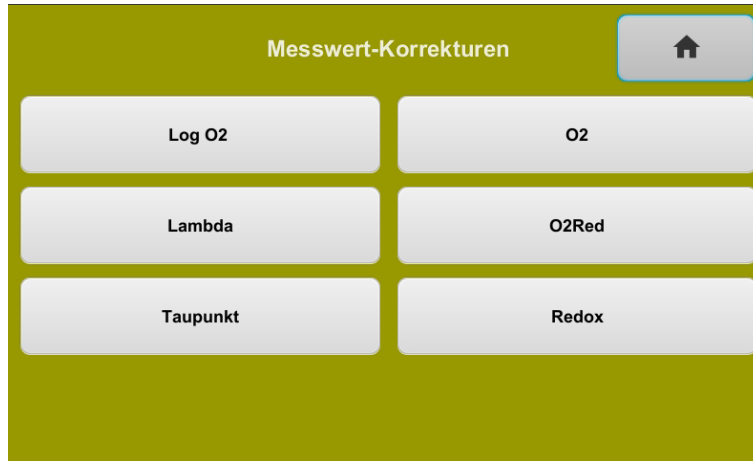 Messwert-Korrekturen
Log O2
O2
Lambda
O2Red
Taupunkt
Redox